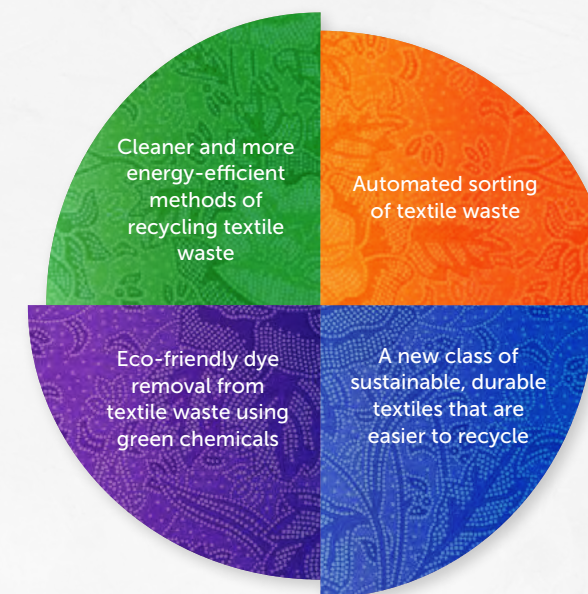 Cleaner and more
energy-efficient
methods of
recycling textile
waste
Automated sorting
of textile waste
Eco-friendly dye
removal from
textile waste using
green chemicals
A new class of
sustainable, durable
textiles that are
easier to recycle